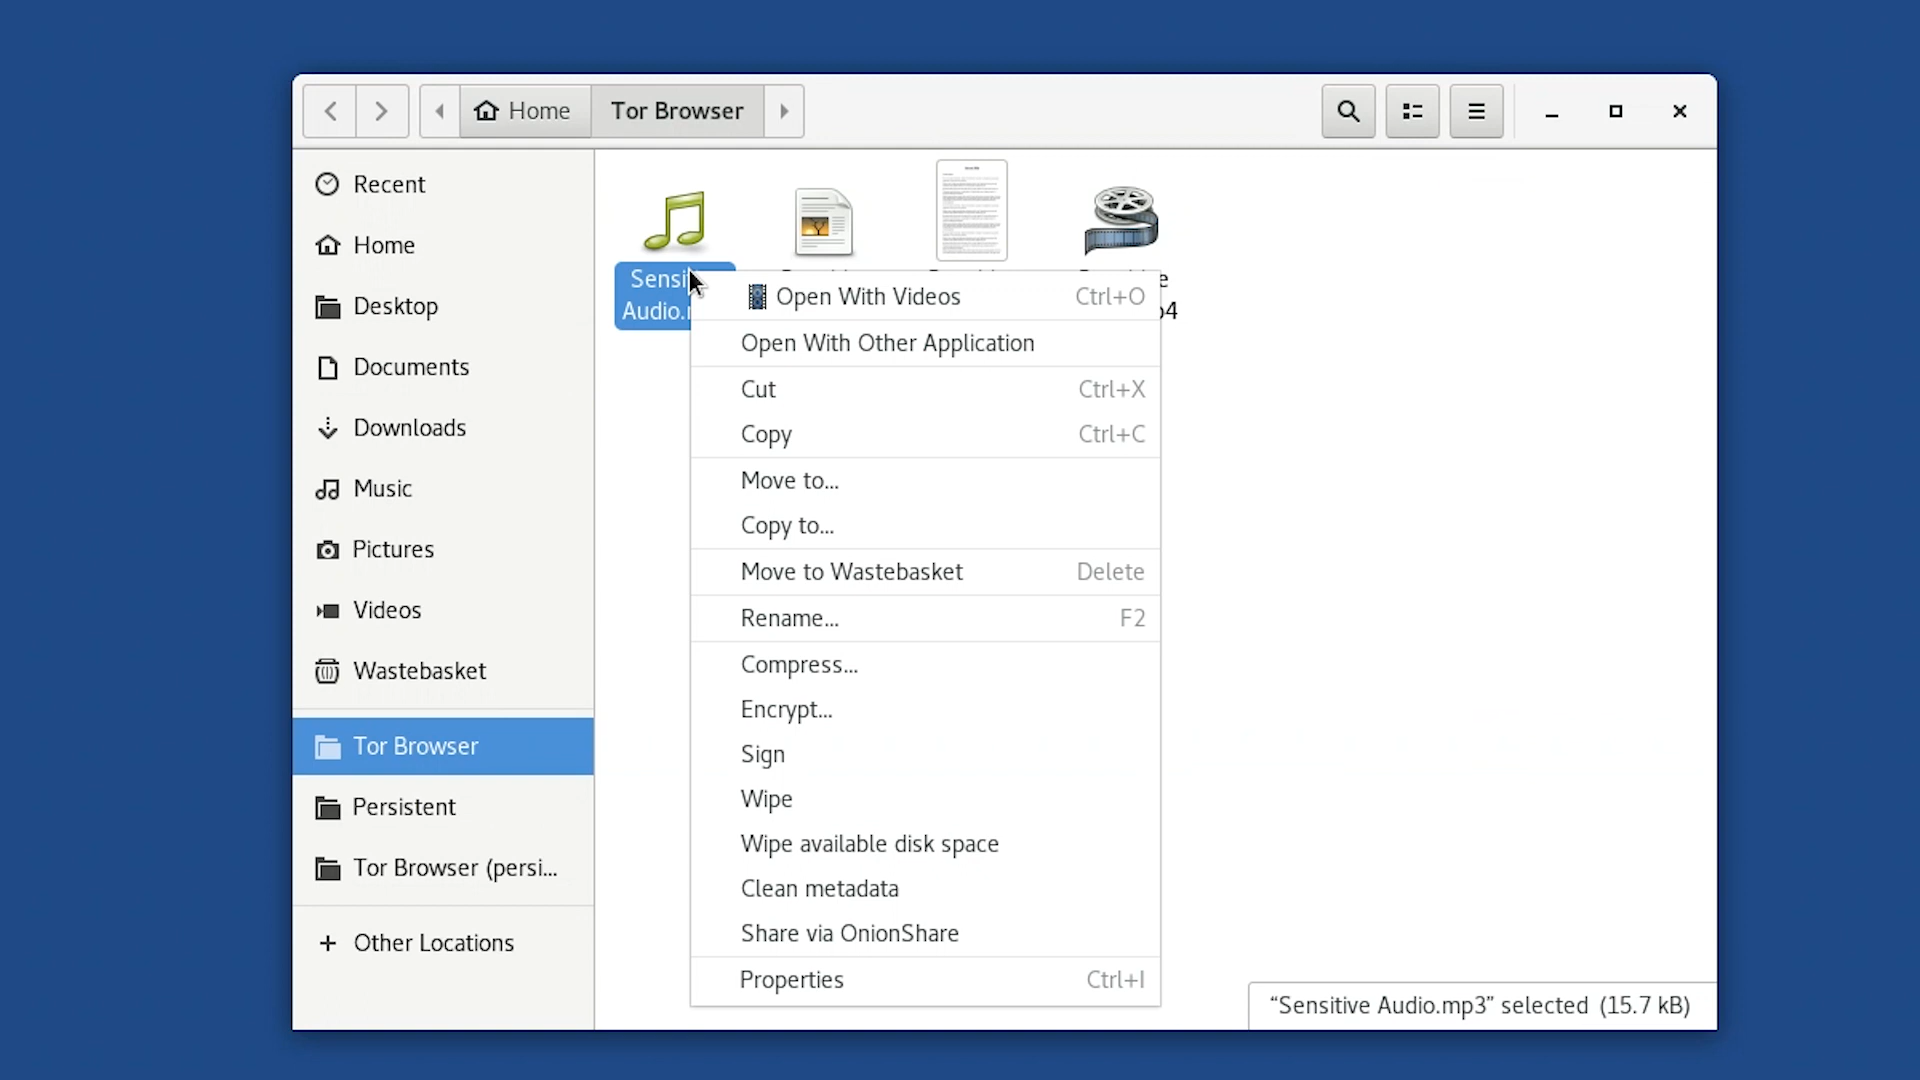 Home
Tor Browser
Recent
Home
Desktop
Documents
Downloads
Music
Pictures
Videos
Wastebasket
Tor Browser
Persistent
Tor Browser (persi...
Other Locations
Open With Videos Ctrl+O
Open With Other Application
Cut Ctrl+X
Copy Ctrl+C
Move to...
Copy to...
Move to Wastebasket Delete
Rename... F2
Compress...
Encrypt...
Sign
Wipe
Wipe available disk space
Clean metadata
Share via OnionShare
Properties Ctrl+I
“Sensitive Audio.mp3” selected (15.7 kB)